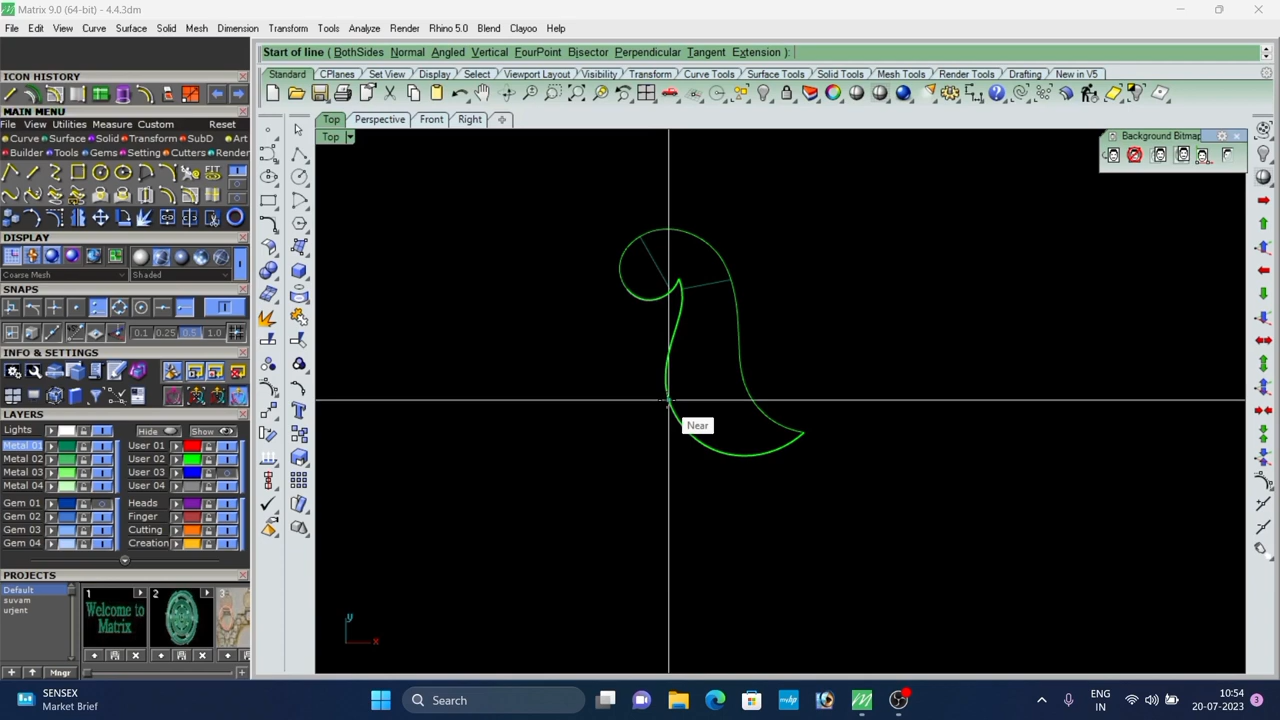 Matrix 9.0 (64-bit) - 4.4.3dm
File Edit View Curve Surface Solid Mesh Dimension Transform Tools Analyze Render Rhino 5.0 Blend Clayoo Help
Start of line ( BothSides Normal Angled Vertical FourPoint Bisector Perpendicular Tangent Extension ):
Standard CPlanes Set View Display Select Viewport Layout Visibility Transform Curve Tools Surface Tools Solid Tools Mesh Tools Render Tools Drafting New in V5
ICON HISTORY
MAIN MENU
File View Utilities Measure Custom Reset
Curve Surface Solid Transform SubD Art
Builder Tools Gems Setting Cutters Render
FIT
DISPLAY
Coarse Mesh Shaded
SNAPS
0.1 0.25 0.5 1.0
INFO & SETTINGS
LAYERS
Lights Hide Show
Metal 01 User 01
Metal 02 User 02
Metal 03 User 03
Metal 04 User 04
Gem 01 Heads
Gem 02 Finger
Gem 03 Cutting
Gem 04 Creation
PROJECTS
Default
suvam
urjent
1 2 3
Welcome to Matrix
Mngr
Top Perspective Front Right
Top
Background Bitmap
Near
y
x
SENSEX
Market Brief
Search
ENG
IN
10:54
20-07-2023
3